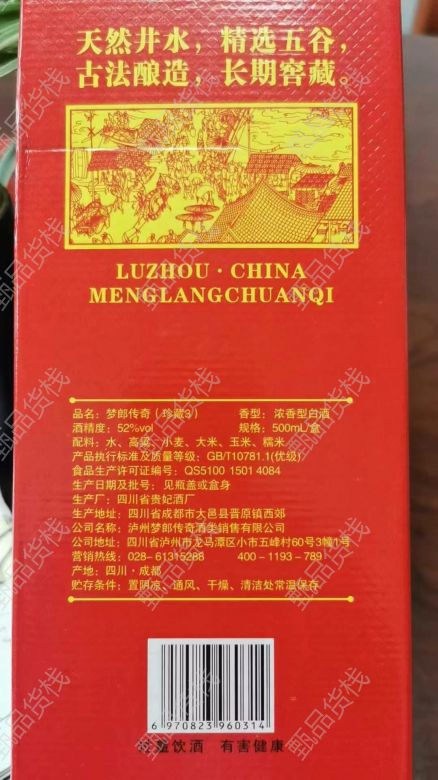 天然井水，精选五谷，
古法酿造，长期窖藏。
LUZHOU·CHINA
MENGLANGCHUANQI
品名：梦郎传奇（珍藏3） 香型：浓香型白酒
酒精度：52%vol 规格：500mL/盒
配料：水、高粱、小麦、大米、玉米、糯米
产品执行标准及质量等级：GB/T10781.1(优级)
食品生产许可证编号：QS5100 1501 4084
生产日期及批号：见瓶盖或盒身
生产厂：四川省贵妃酒厂
生产地址：四川省成都市大邑县晋原镇西郊
公司名称：泸州梦郎传奇酒类销售有限公司
公司地址：四川省泸州市龙马潭区小市五峰村60号3幢1号
营销热线：028-61315288 400-1193-789
产地：四川·成都
贮存条件：置阴凉、通风、干燥、清洁处常温保存
6 970823 960314
过量饮酒 有害健康
甄品货栈